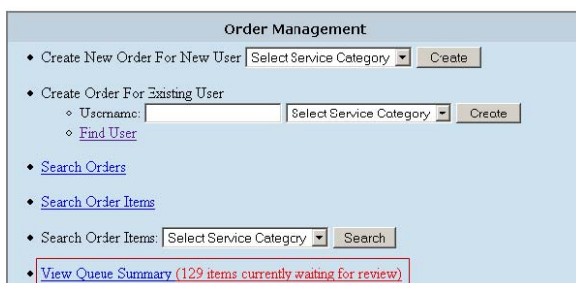 Order Management
Create New Order For New User Select Service Category Create
Create Order For Existing User
Username: Select Service Category Create
Find User
Search Orders
Search Order Items
Search Order Items: Select Service Category Search
View Queue Summary (129 items currently waiting for review)